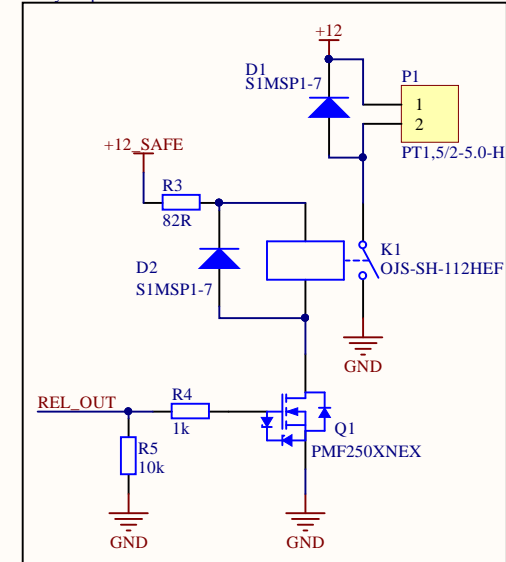 +12
D1
S1MSP1-7
P1
1
2
PT1,5/2-5.0-H
+12_SAFE
R3
82R
D2
S1MSP1-7
K1
OJS-SH-112HEF
GND
REL_OUT
R4
1k
Q1
PMF250XNEX
R5
10k
GND
GND